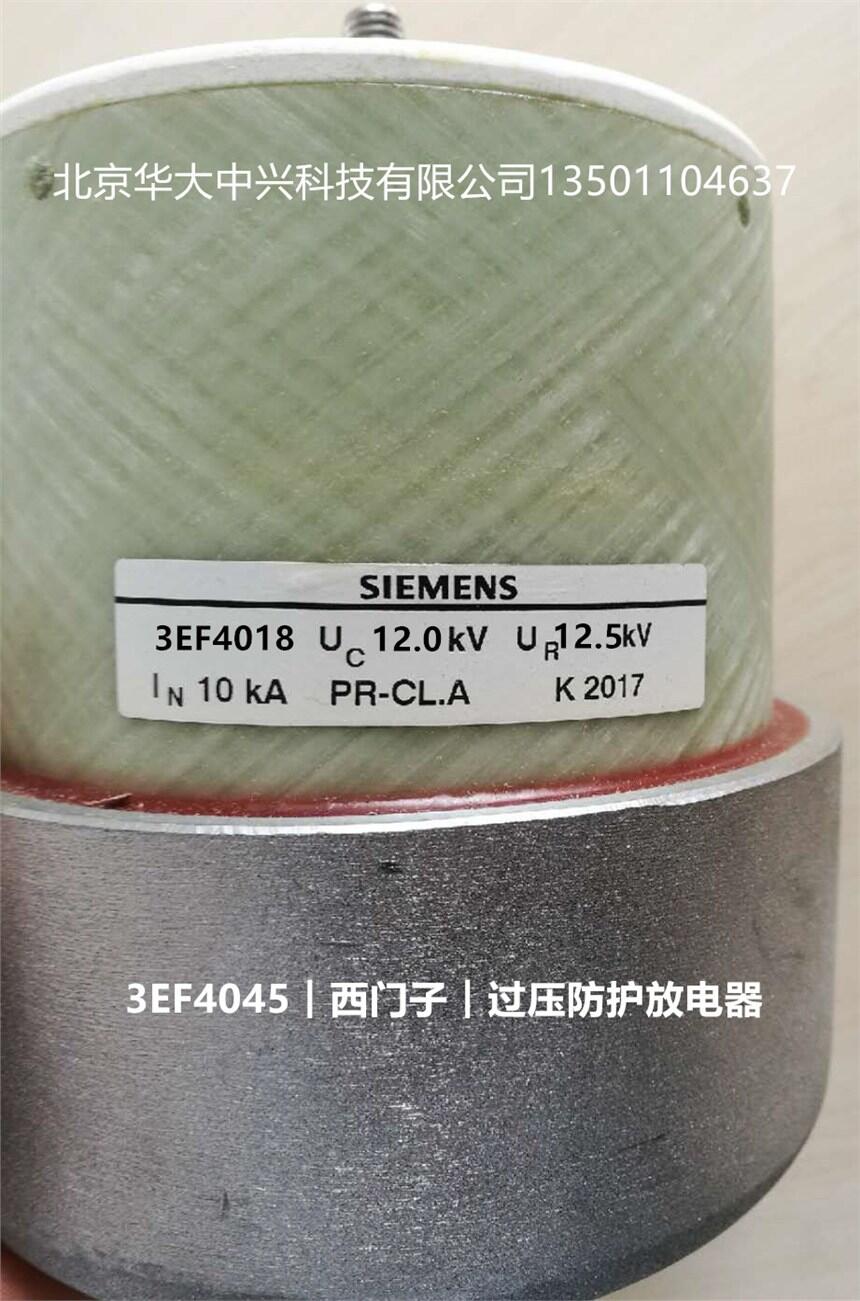 北京华大中兴科技有限公司13501104637
SIEMENS
3EF4018 UC 12.0 kV UR 12.5kV
IN 10 kA PR-CL.A K 2017
3EF4045｜西门子｜过压防护放电器